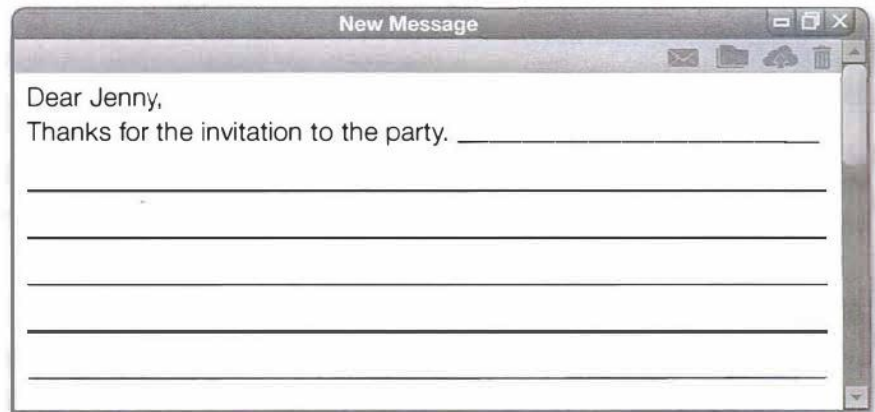 New Message
Dear Jenny,
Thanks for the invitation to the party.